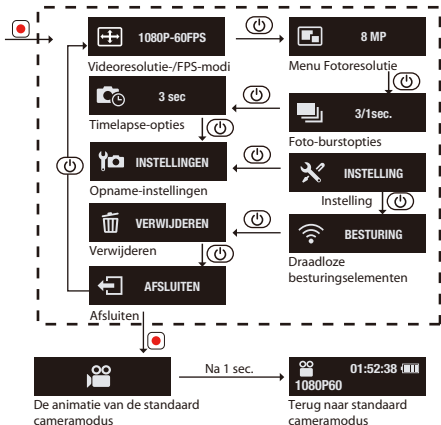 1080P-60FPS
8 MP
Videoresolutie-/FPS-modi
Menu Fotoresolutie
3 sec
3/1sec.
Timelapse-opties
Foto-burstopties
INSTELLINGEN
INSTELLING
Opname-instellingen
Instelling
VERWIJDEREN
BESTURING
Verwijderen
Draadloze
besturingselementen
AFSLUITEN
Afsluiten
Na 1 sec.
01:52:38
1080P60
De animatie van de standaard
cameramodus
Terug naar standaard
cameramodus